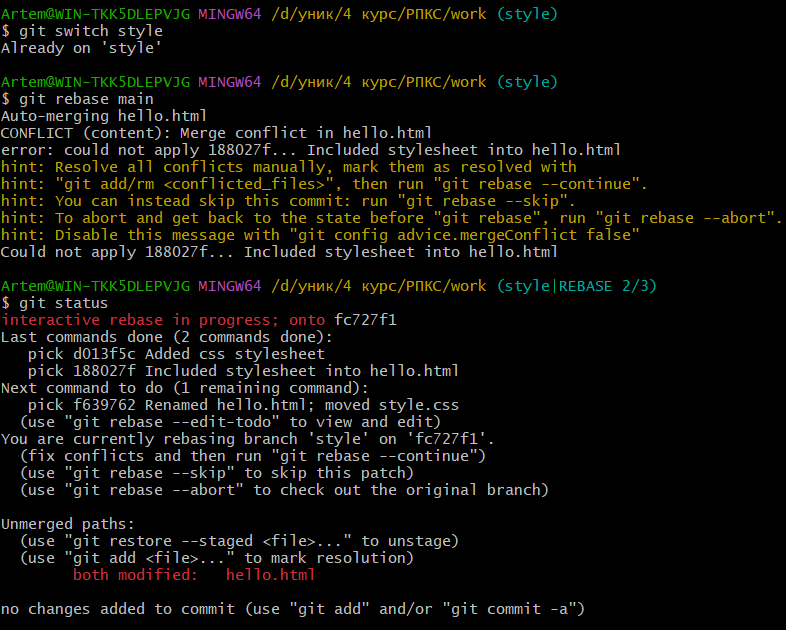 Artem@WIN-TKK5DLEPVJG MINGW64 /d/уник/4 курс/РПКС/work (style)
$ git switch style
Already on 'style'
Artem@WIN-TKK5DLEPVJG MINGW64 /d/уник/4 курс/РПКС/work (style)
$ git rebase main
Auto-merging hello.html
CONFLICT (content): Merge conflict in hello.html
error: could not apply 188027f... Included stylesheet into hello.html
hint: Resolve all conflicts manually, mark them as resolved with
hint: "git add/rm <conflicted_files>", then run "git rebase --continue".
hint: You can instead skip this commit: run "git rebase --skip".
hint: To abort and get back to the state before "git rebase", run "git rebase --abort".
hint: Disable this message with "git config advice.mergeConflict false"
Could not apply 188027f... Included stylesheet into hello.html
Artem@WIN-TKK5DLEPVJG MINGW64 /d/уник/4 курс/РПКС/work (style|REBASE 2/3)
$ git status
interactive rebase in progress; onto fc727f1
Last commands done (2 commands done):
   pick d013f5c Added css stylesheet
   pick 188027f Included stylesheet into hello.html
Next command to do (1 remaining command):
   pick f639762 Renamed hello.html; moved style.css
  (use "git rebase --edit-todo" to view and edit)
You are currently rebasing branch 'style' on 'fc727f1'.
  (fix conflicts and then run "git rebase --continue")
  (use "git rebase --skip" to skip this patch)
  (use "git rebase --abort" to check out the original branch)
Unmerged paths:
  (use "git restore --staged <file>..." to unstage)
  (use "git add <file>..." to mark resolution)
        both modified:   hello.html
no changes added to commit (use "git add" and/or "git commit -a")